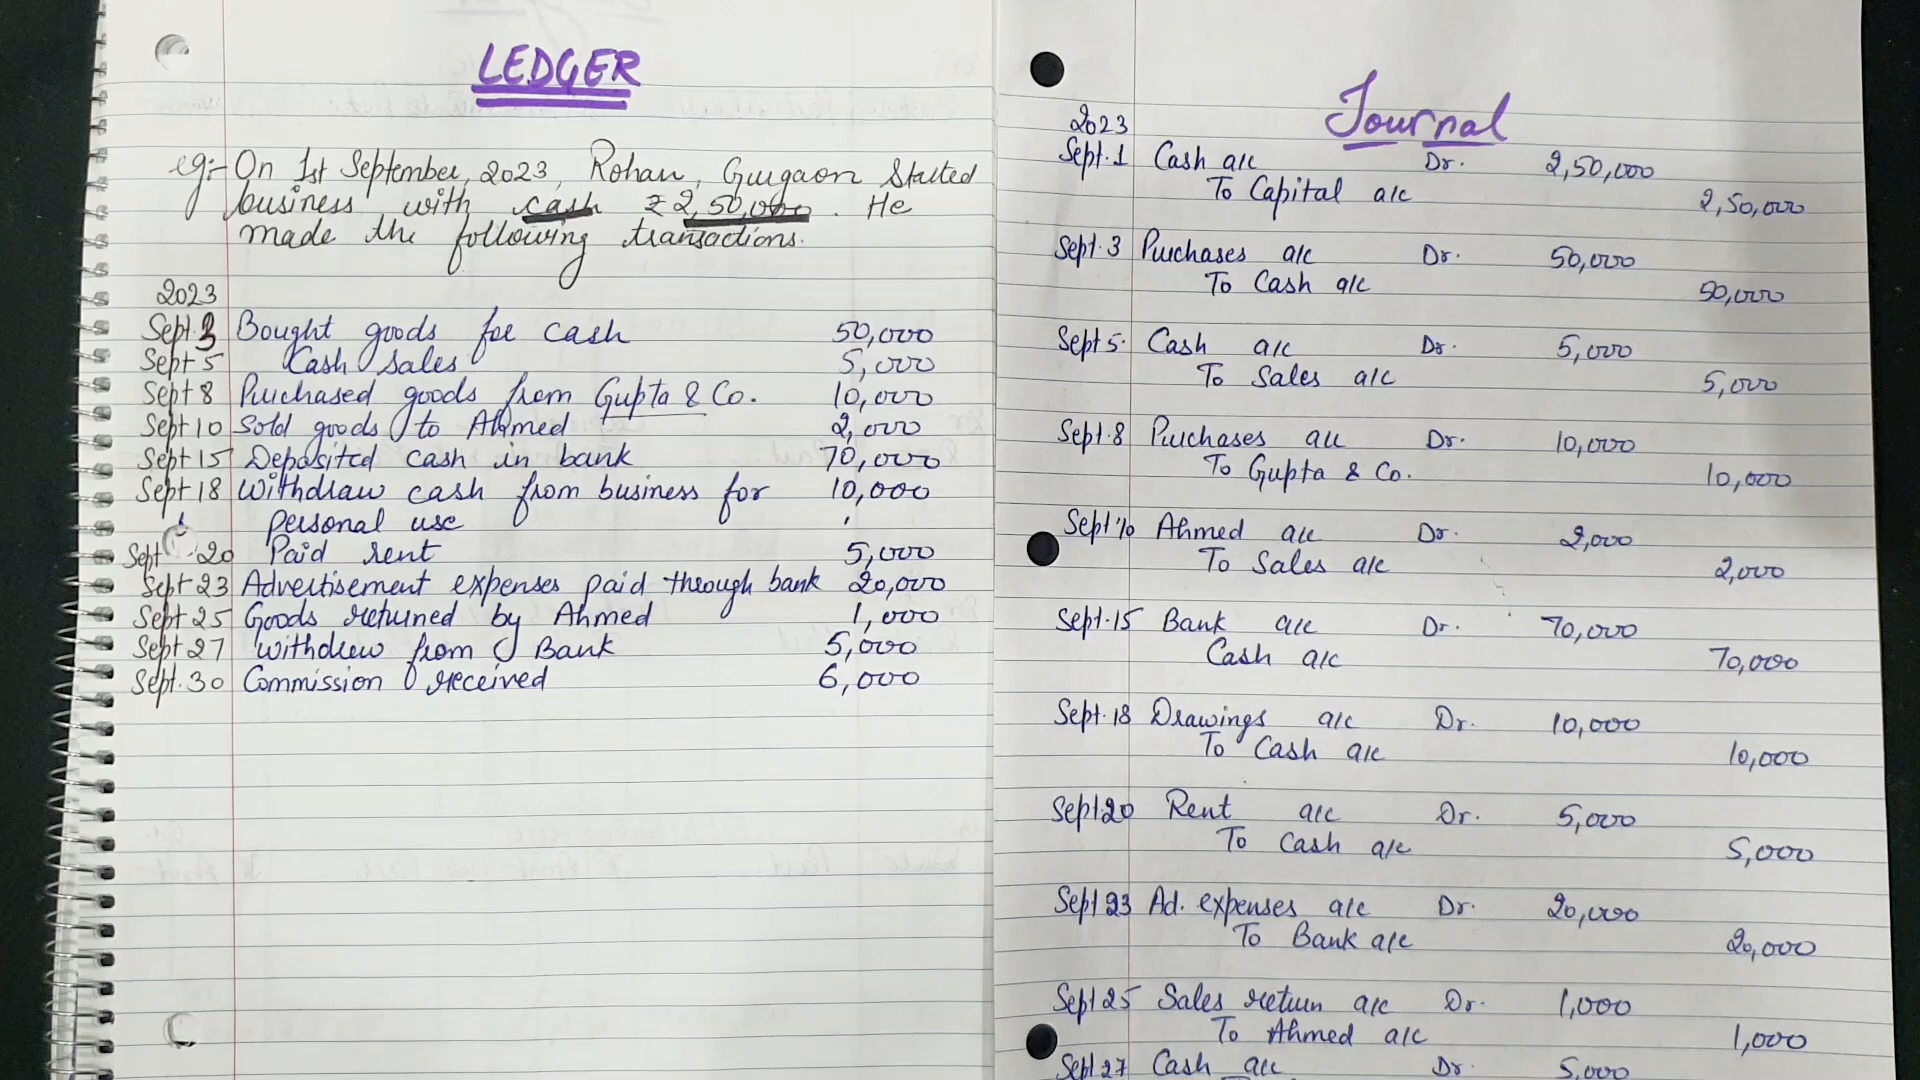 LEDGER
eg:- On 1st September, 2023, Rohan, Gurgaon Started
business with cash ₹ 2,50,000. He
made the following transactions.
2023
Sept. 3 Bought goods for cash 50,000
Sept 5 Cash sales 5,000
Sept 8 Purchased goods from Gupta & Co. 10,000
Sept 10 Sold goods to Ahmed 2,000
Sept 15 Deposited cash in bank 70,000
Sept 18 Withdraw cash from business for 10,000
personal use
Sept 20 Paid rent 5,000
Sept 23 Advertisement expenses paid through bank 20,000
Sept 25 Goods returned by Ahmed 1,000
Sept 27 Withdrew from Bank 5,000
Sept. 30 Commission received 6,000
Journal
2023
Sept. 1 Cash a/c Dr. 2,50,000
To Capital a/c 2,50,000
Sept. 3 Purchases a/c Dr. 50,000
To Cash a/c 50,000
Sept 5. Cash a/c Dr. 5,000
To Sales a/c 5,000
Sept. 8 Purchases a/c Dr. 10,000
To Gupta & Co. 10,000
Sept 10 Ahmed a/c Dr. 2,000
To Sales a/c 2,000
Sept. 15 Bank a/c Dr. 70,000
Cash a/c 70,000
Sept. 18 Drawings a/c Dr. 10,000
To Cash a/c 10,000
Sept 20 Rent a/c Dr. 5,000
To Cash a/c 5,000
Sept 23 Ad. expenses a/c Dr. 20,000
To Bank a/c 20,000
Sept 25 Sales return a/c Dr. 1,000
To Ahmed a/c 1,000
Sept 27 Cash a/c Dr. 5,000